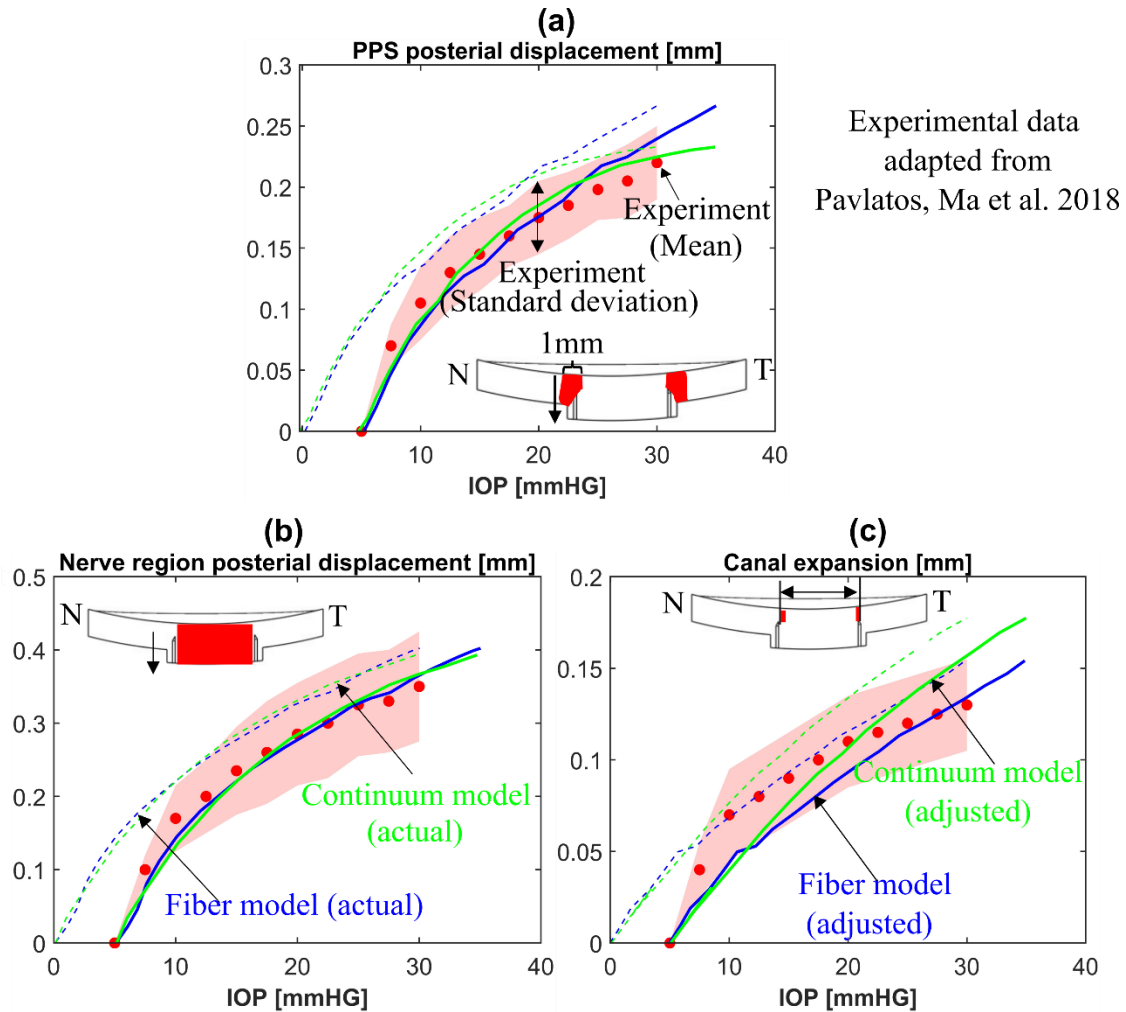 (a)
PPS posterior displacement [mm]
0.3
0.25
0.2
0.15
0.1
0.05
0
Experiment
(Mean)
Experiment
(Standard deviation)
1mm
N
T
0
10
20
30
40
IOP [mmHG]
Experimental data
adapted from
Pavlatos, Ma et al. 2018
(b)
Nerve region posterior displacement [mm]
0.5
0.4
0.3
0.2
0.1
0
N
T
Continuum model
(actual)
Fiber model (actual)
0
10
20
30
40
IOP [mmHG]
(c)
Canal expansion [mm]
0.2
0.15
0.1
0.05
0
N
T
Continuum model
(adjusted)
Fiber model
(adjusted)
0
10
20
30
40
IOP [mmHG]